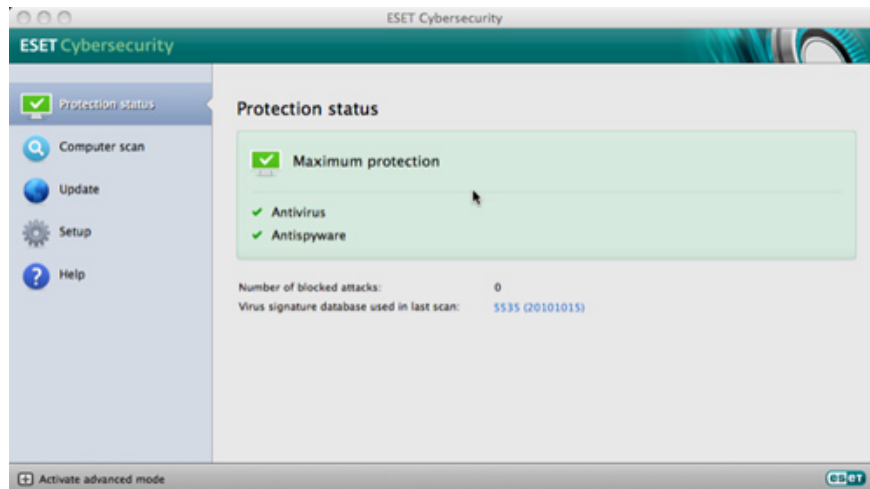 ESET Cybersecurity
ESET Cybersecurity
Protection status
Computer scan
Update
Setup
Help
Protection status
Maximum protection
Antivirus
Antispyware
Number of blocked attacks: 0
Virus signature database used in last scan: 5535 (20101015)
Activate advanced mode
eset